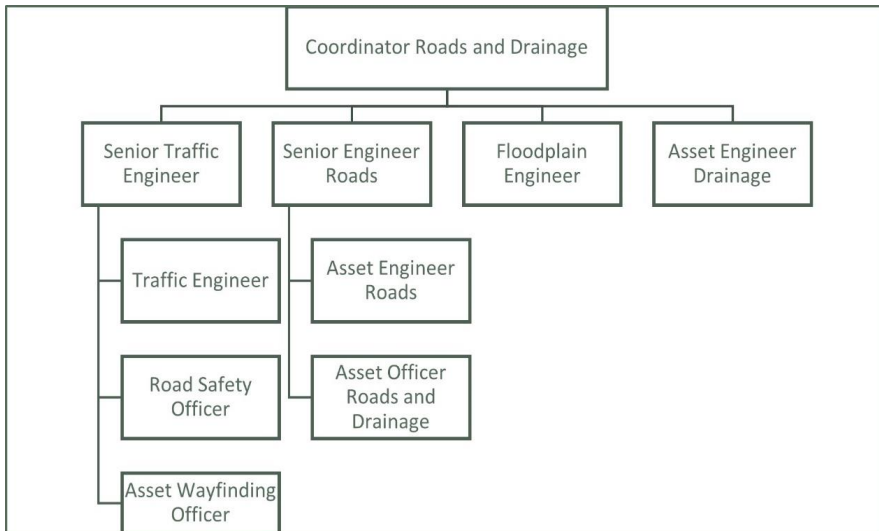 Coordinator Roads and Drainage
Senior Traffic
Engineer
Senior Engineer
Roads
Floodplain
Engineer
Asset Engineer
Drainage
Traffic Engineer
Asset Engineer
Roads
Road Safety
Officer
Asset Officer
Roads and
Drainage
Asset Wayfinding
Officer